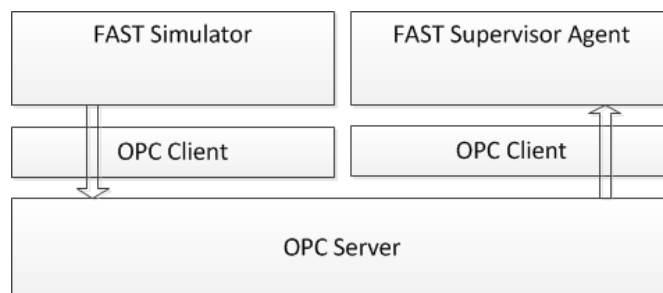 FAST Simulator
FAST Supervisor Agent
OPC Client
OPC Client
OPC Server